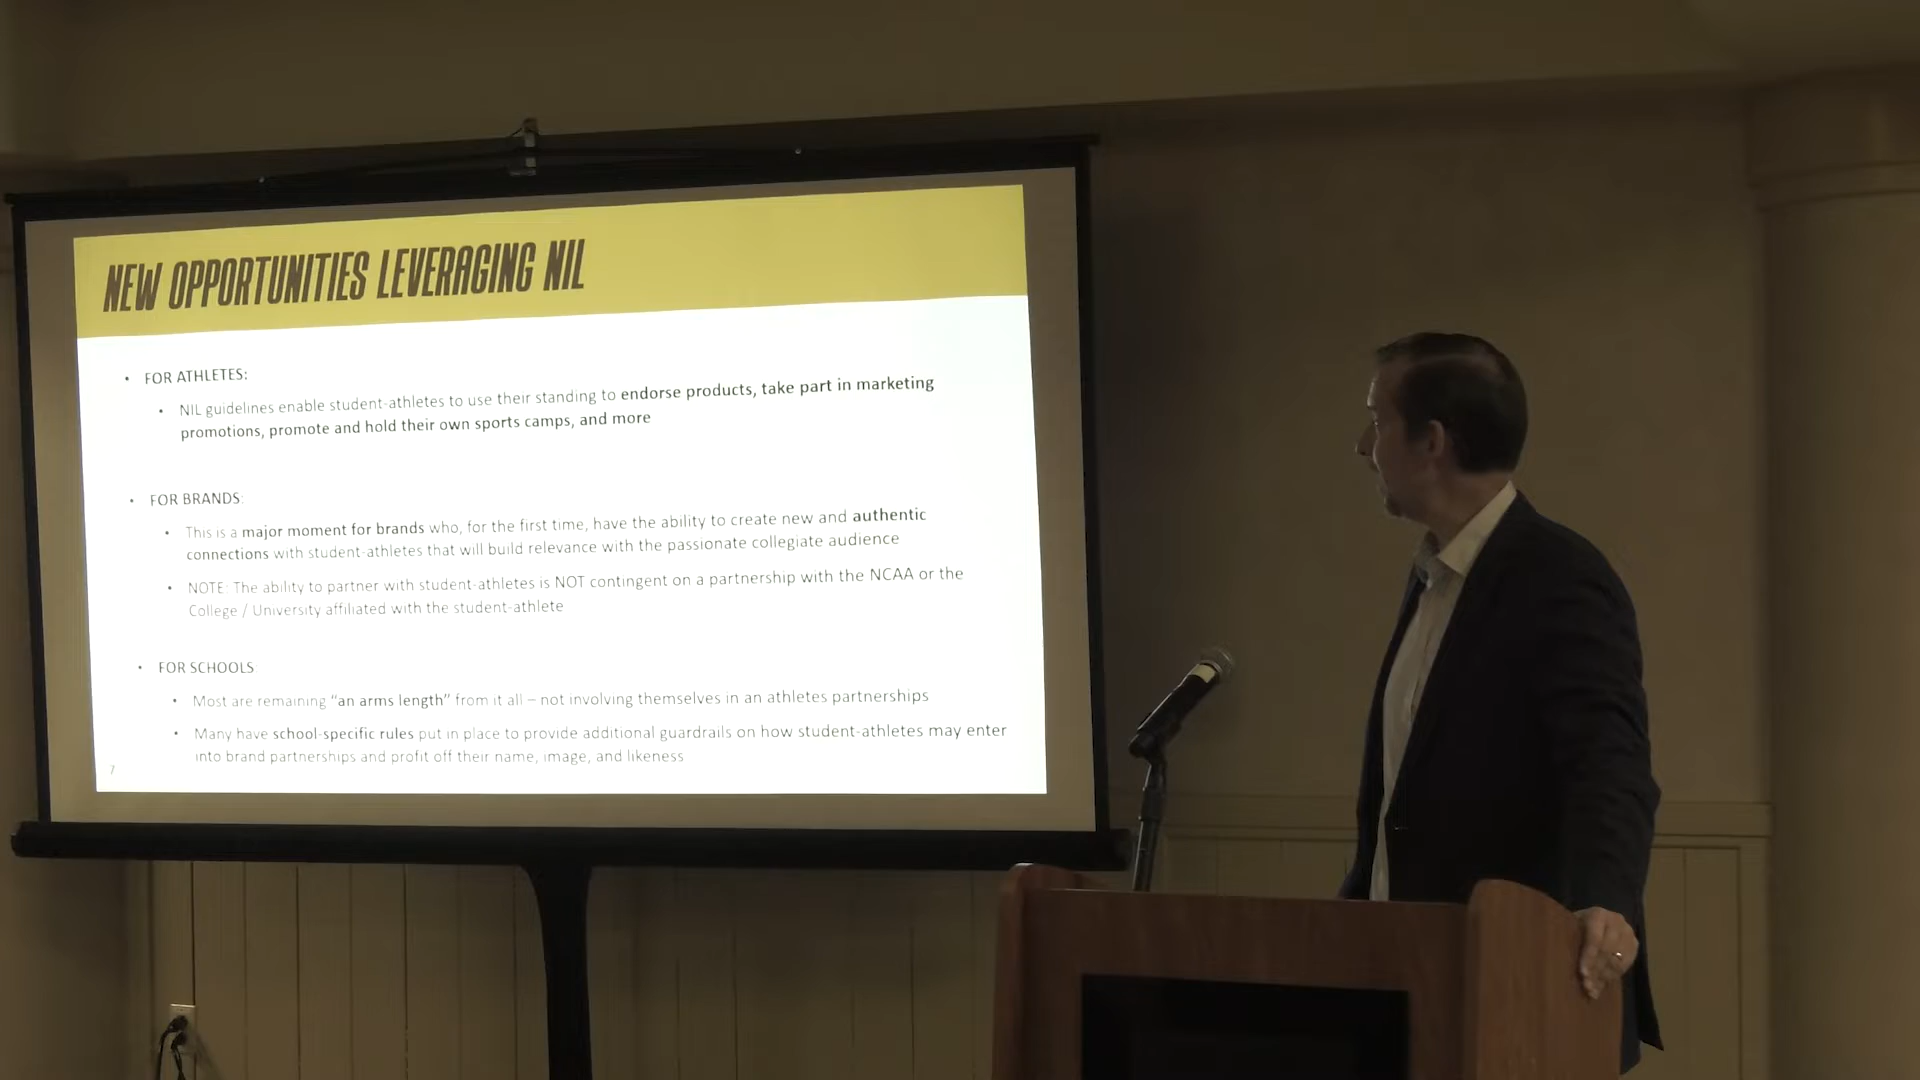 NEW OPPORTUNITIES LEVERAGING NIL
• FOR ATHLETES:
• NIL guidelines enable student-athletes to use their standing to endorse products, take part in marketing
promotions, promote and hold their own sports camps, and more
• FOR BRANDS:
• This is a major moment for brands who, for the first time, have the ability to create new and authentic
connections with student-athletes that will build relevance with the passionate collegiate audience
• NOTE: The ability to partner with student-athletes is NOT contingent on a partnership with the NCAA or the
College / University affiliated with the student-athlete
• FOR SCHOOLS:
• Most are remaining “an arms length” from it all – not involving themselves in an athletes partnerships
• Many have school-specific rules put in place to provide additional guardrails on how student-athletes may enter
into brand partnerships and profit off their name, image, and likeness
7